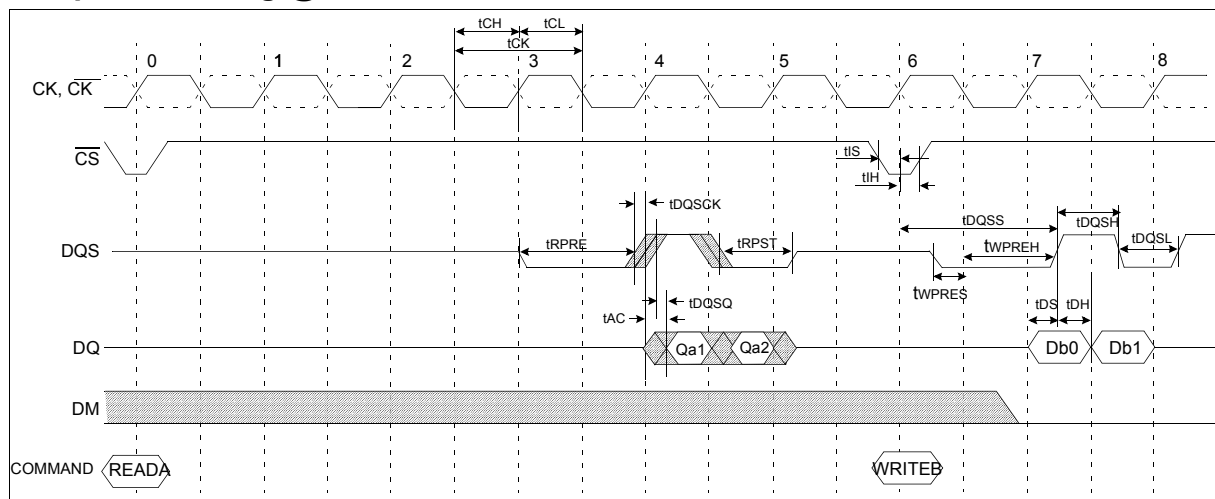 tCH tCL
tCK
0 1 2 3 4 5 6 7 8
CK, CK
CS
tIS
tIH
tDQSCK
tDQSS
tDQSH
DQS
tRPRE
tRPST
tWPREH
tDQSL
tWPRES
tDQSQ
tAC
tDS tDH
DQ
Qa1 Qa2
Db0 Db1
DM
COMMAND READA WRITEB